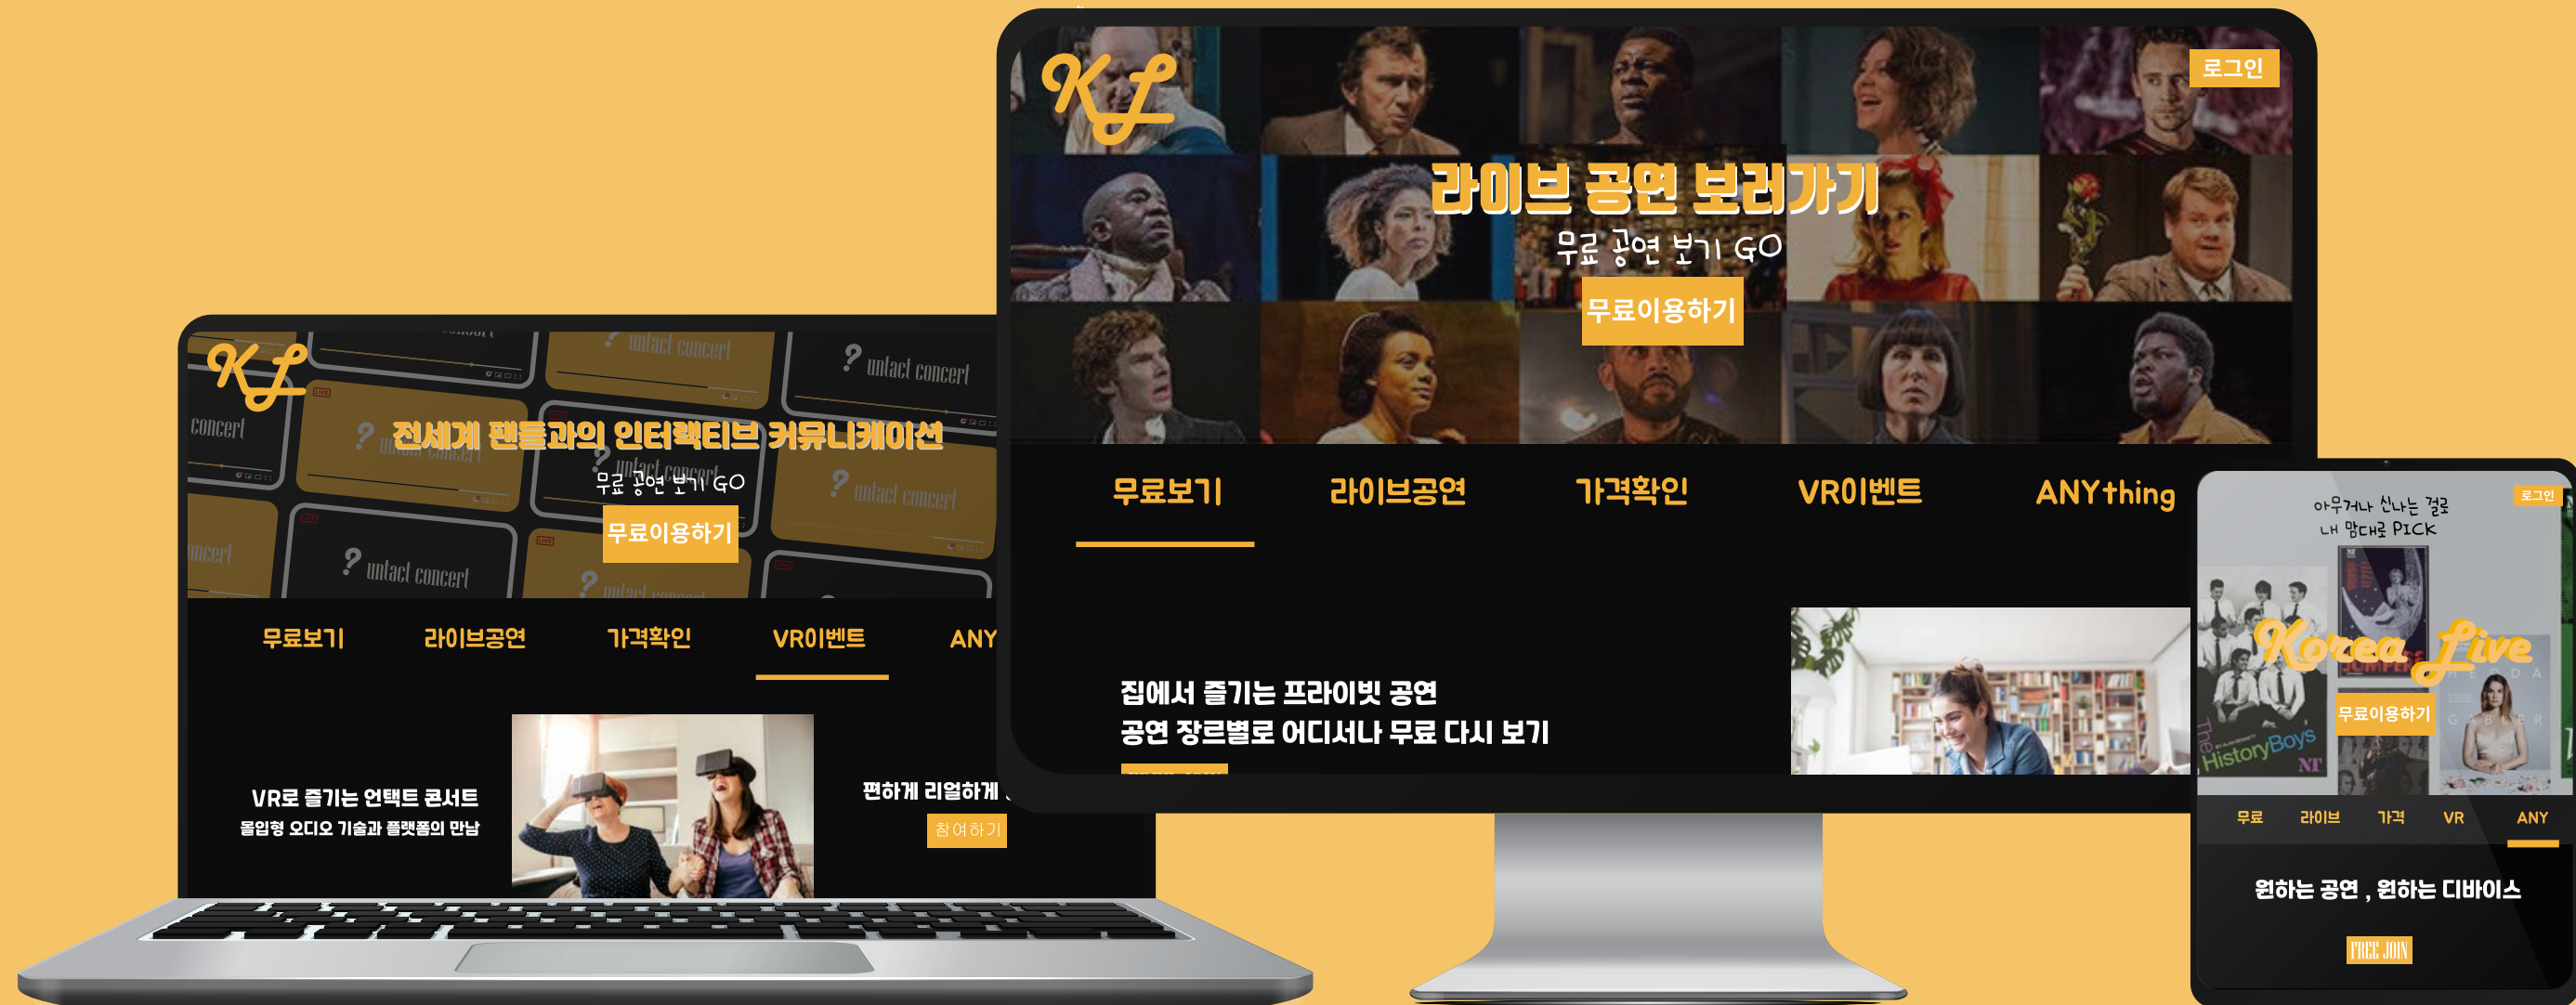 KL
로그인
라이브 공연 보러가기
무료 공연 보기 GO
무료이용하기
무료보기
라이브공연
가격확인
VR이벤트
ANYthing
집에서 즐기는 프라이빗 공연
공연 장르별로 어디서나 무료 다시 보기
KL
untact concert
? untact concert
concert
LIVE
전세계 팬들과의 인터랙티브 커뮤니케이션
무료 공연 보기 GO
무료이용하기
? untact concert
? untact concert
무료보기
라이브공연
가격확인
VR이벤트
ANY
VR로 즐기는 언택트 콘서트
몰입형 오디오 기술과 플랫폼의 만남
편하게 리얼하게
참여하기
로그인
아무거나 신나는 걸로
내 맘대로 PICK
Korea Live
무료이용하기
HEDDA
GABLER
The
HistoryBoys
NT
무료
라이브
가격
VR
ANY
원하는 공연 , 원하는 디바이스
FREE JOIN